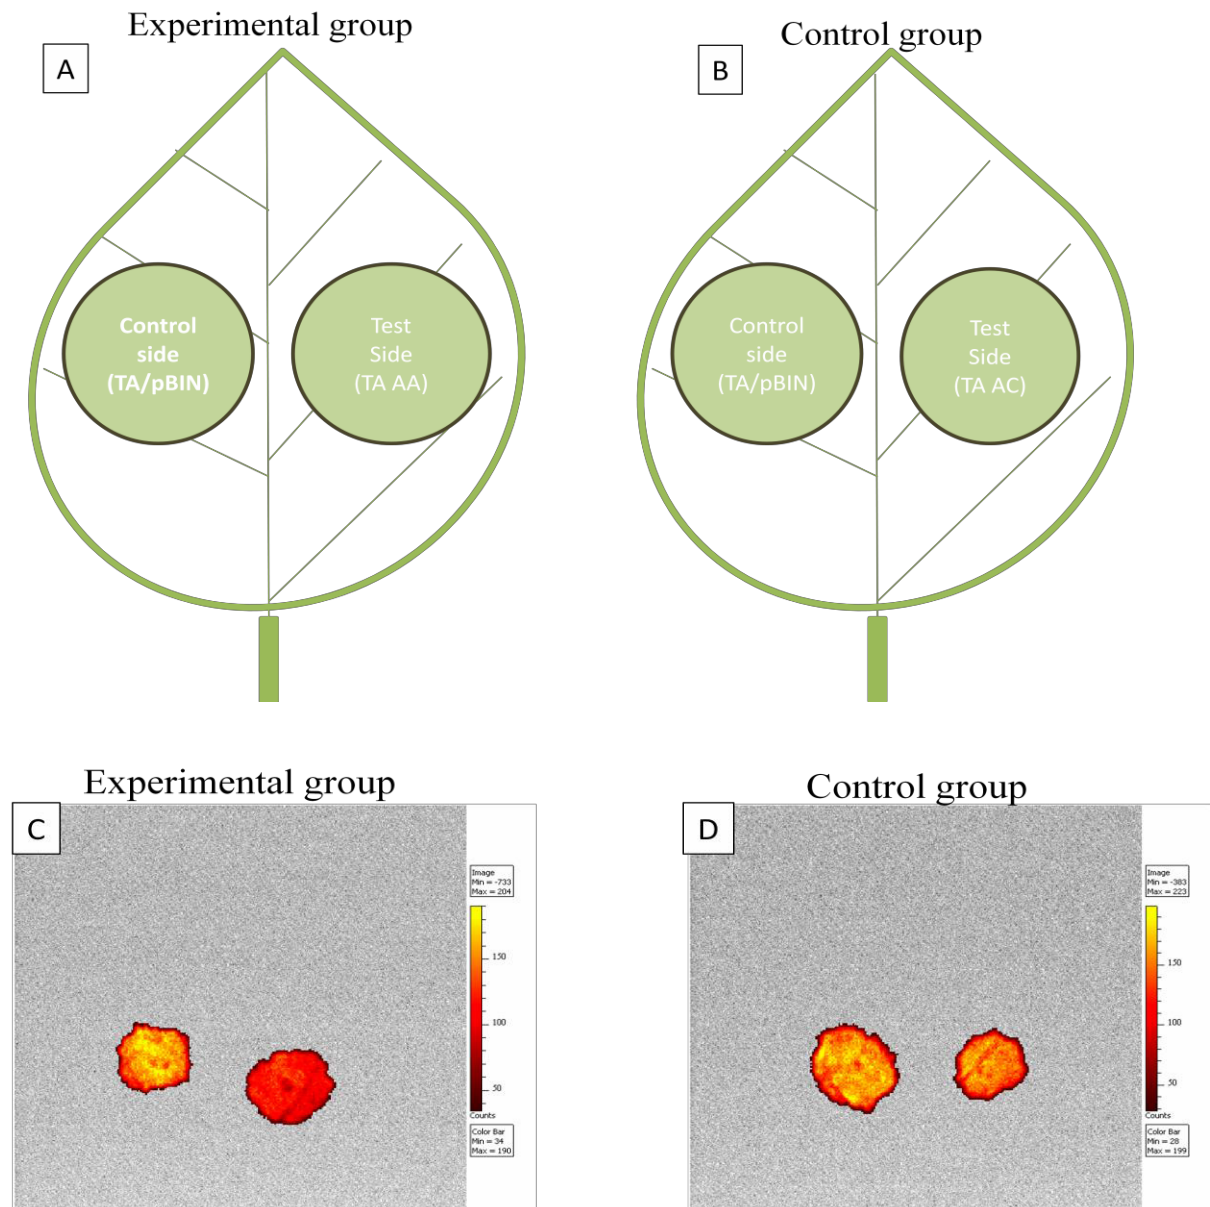 Experimental group
Control group
A
B
Control
side
(TA/pBIN)
Test
Side
(TA AA)
Control
side
(TA/pBIN)
Test
Side
(TA AC)
Experimental group
Control group
C
D
Image
Min = -733
Max = 204
150
100
50
Counts
Color Bar
Min = 34
Max = 190
Image
Min = -383
Max = 223
150
100
50
Counts
Color Bar
Min = 28
Max = 199